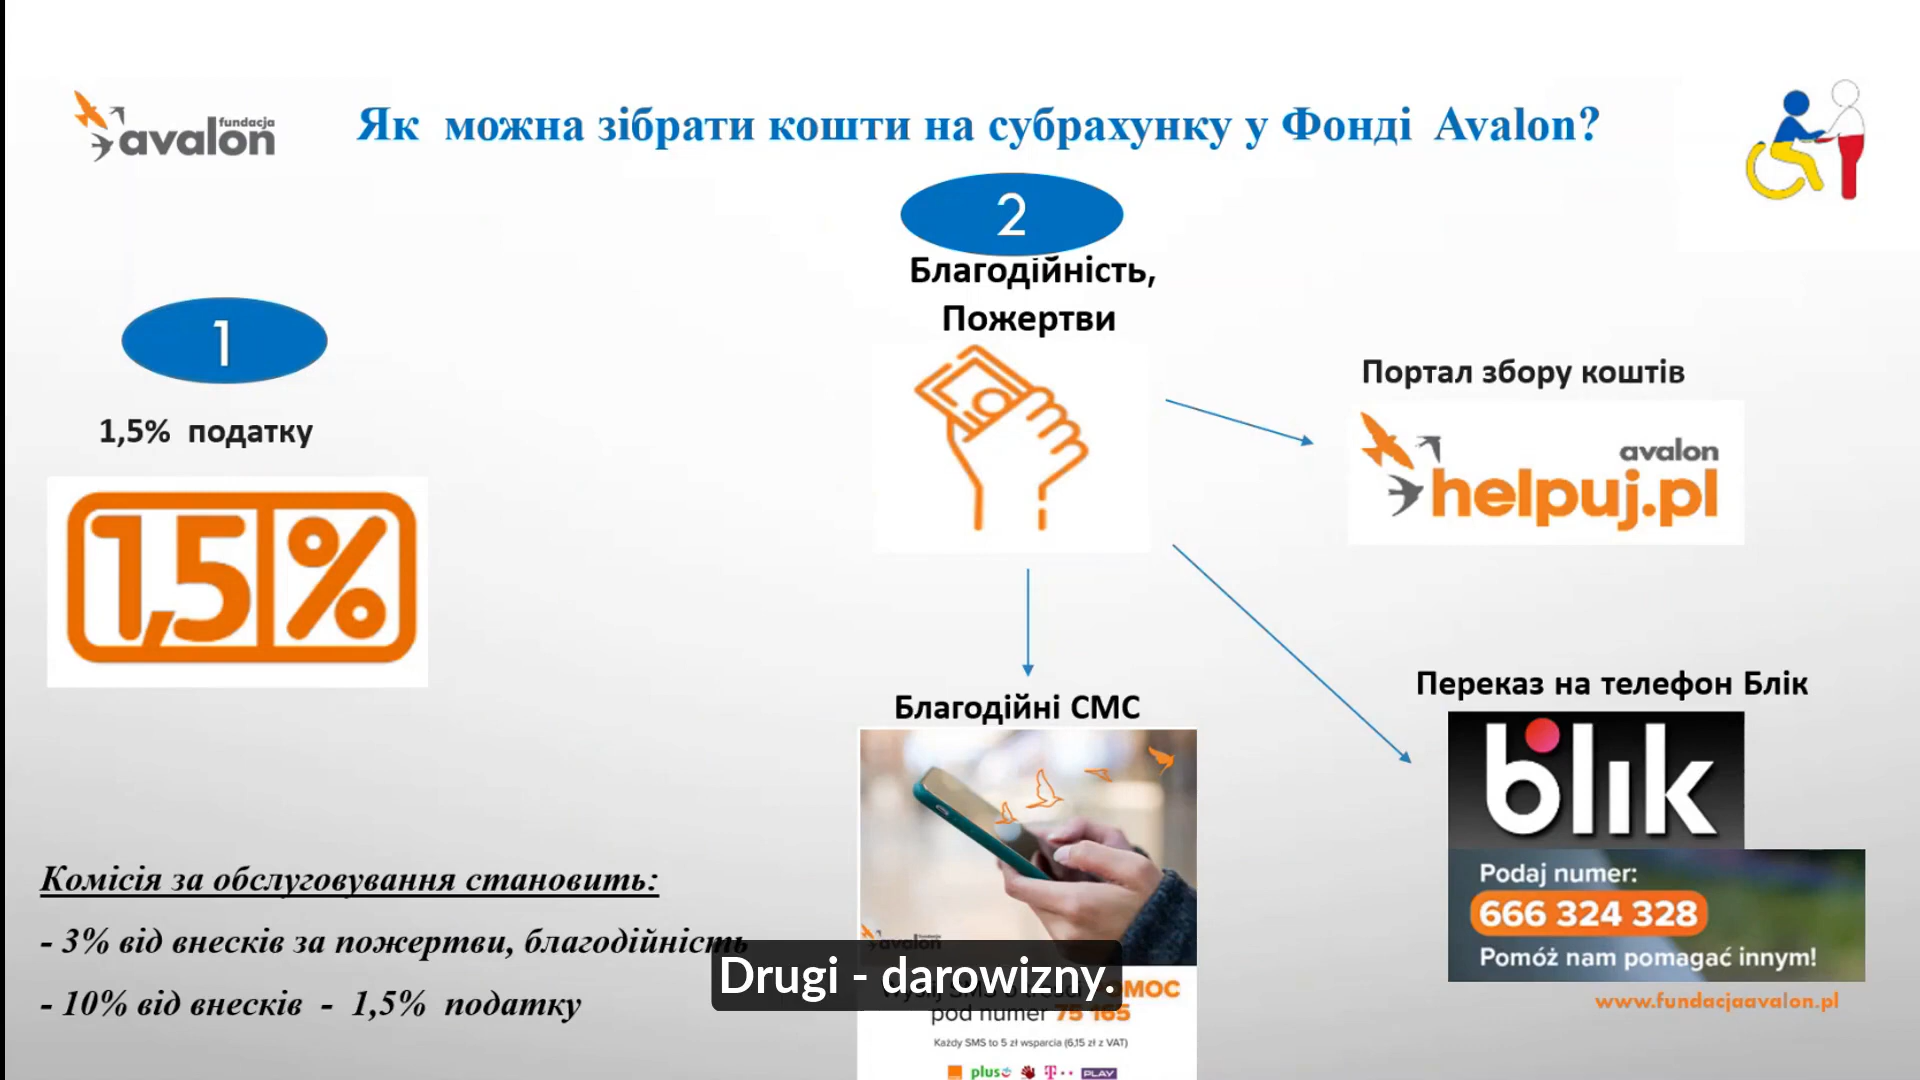 fundacja
avalon
Як можна зібрати кошти на субрахунку у Фонді Avalon?
2
Благодійність,
Пожертви
1
1,5% податку
1,5%
Портал збору коштів
avalon
helpuj.pl
Благодійні СМС
avalon
Переказ на телефон Блік
blik
Podaj numer:
666 324 328
Pomóż nam pomagać innym!
www.fundacjaavalon.pl
Комісія за обслуговування становить:
- 3% від внесків за пожертви, благодійність
- 10% від внесків - 1,5% податку
Drugi - darowizny.
pod numer 75 165
Każdy SMS to 5 zł wsparcia (6,15 zł z VAT)
plus T PLAY